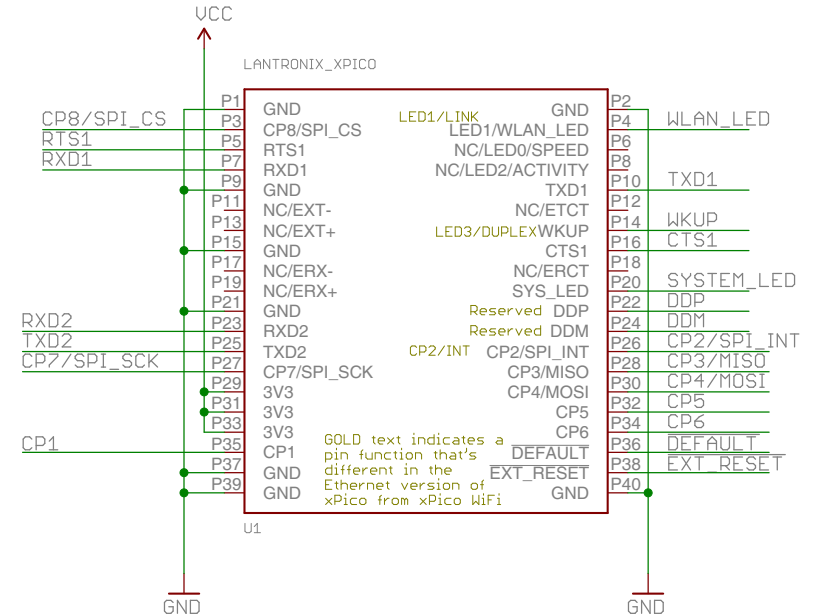 VCC
LANTRONIX_XPICO
P1 GND GND P2
CP8/SPI_CS P3 CP8/SPI_CS LED1/LINK LED1/WLAN_LED P4 WLAN_LED
RTS1 P5 RTS1 NC/LED0/SPEED P6
RXD1 P7 RXD1 NC/LED2/ACTIVITY P8
P9 GND TXD1 P10 TXD1
P11 NC/EXT- NC/ETCT P12
P13 NC/EXT+ LED3/DUPLEX WKUP P14 WKUP
P15 GND CTS1 P16 CTS1
P17 NC/ERX- NC/ERCT P18
P19 NC/ERX+ SYS_LED P20 SYSTEM_LED
P21 GND Reserved DDP P22 DDP
RXD2 P23 RXD2 Reserved DDM P24 DDM
TXD2 P25 TXD2 CP2/INT CP2/SPI_INT P26 CP2/SPI_INT
CP7/SPI_SCK P27 CP7/SPI_SCK CP3/MISO P28 CP3/MISO
P29 3V3 CP4/MOSI P30 CP4/MOSI
P31 3V3 CP5 P32 CP5
P33 3V3 CP6 P34 CP6
CP1 P35 CP1 DEFAULT P36 DEFAULT
P37 GND EXT_RESET P38 EXT_RESET
P39 GND GND P40
GOLD text indicates a
pin function that's
different in the
Ethernet version of
xPico from xPico WiFi
U1
GND GND